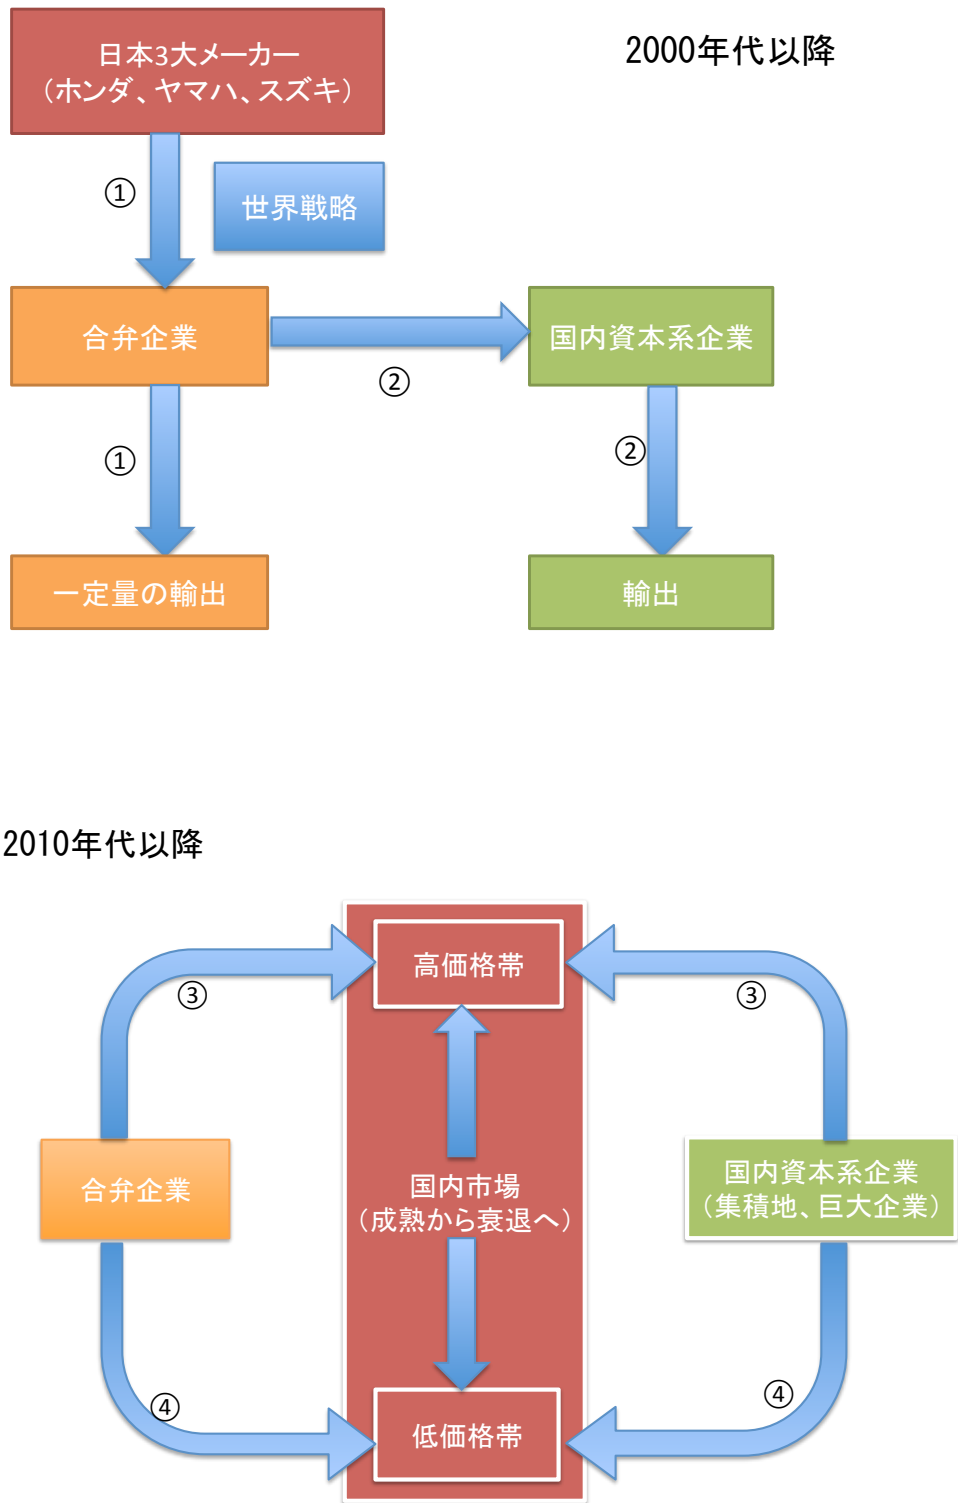 2000年代以降
日本3大メーカー
（ホンダ、ヤマハ、スズキ）
①
世界戦略
合弁企業
国内資本系企業
②
①
②
一定量の輸出
輸出
2010年代以降
高価格帯
③
③
合弁企業
国内市場
（成熟から衰退へ）
国内資本系企業
（集積地、巨大企業）
④
④
低価格帯